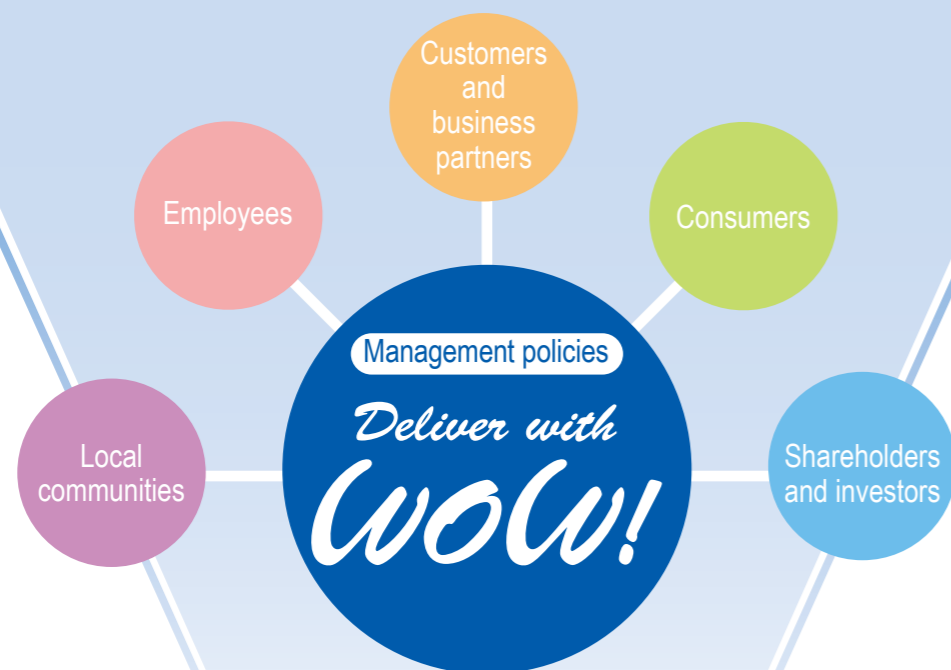 Customers
and
business
partners
Employees
Consumers
Management policies
Deliver with
WOW!
Local
communities
Shareholders
and investors